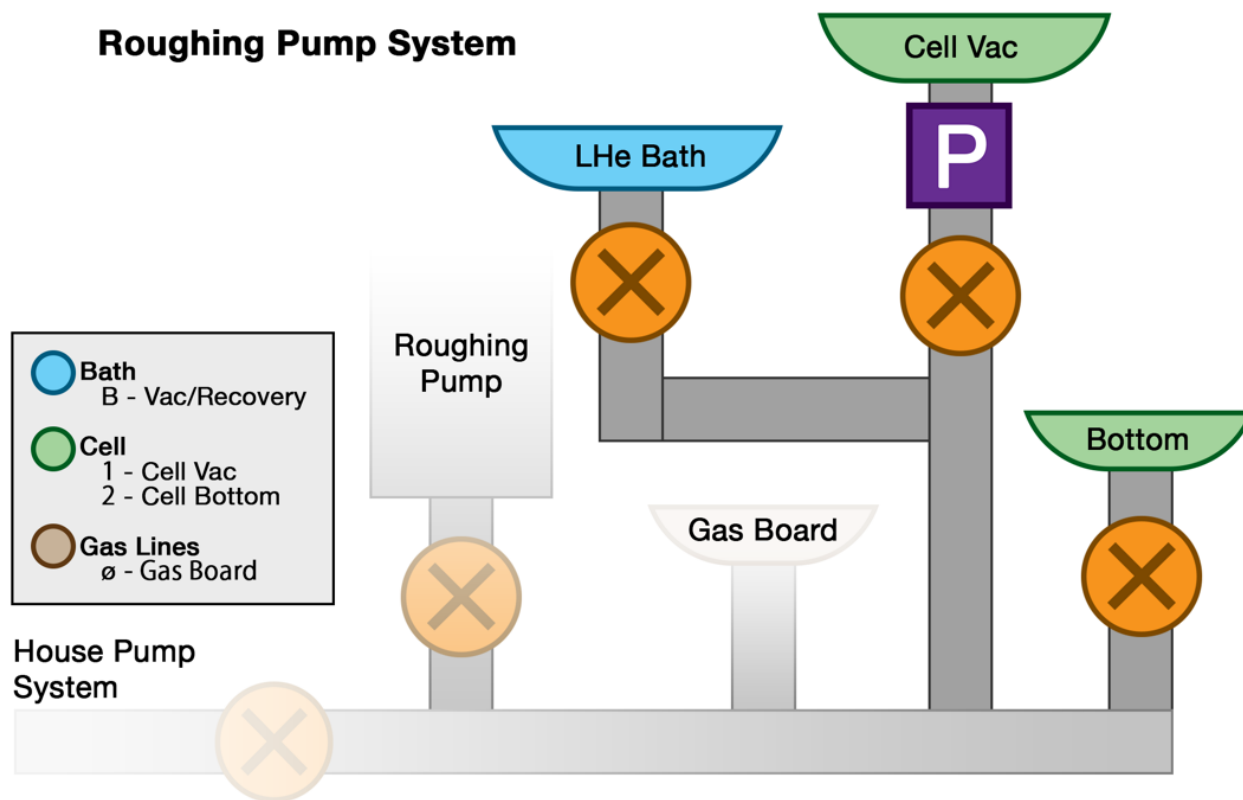 Roughing Pump System
Cell Vac
P
LHe Bath
Roughing
Pump
Bath
B - Vac/Recovery
Cell
1 - Cell Vac
2 - Cell Bottom
Gas Lines
ø - Gas Board
Bottom
Gas Board
House Pump
System